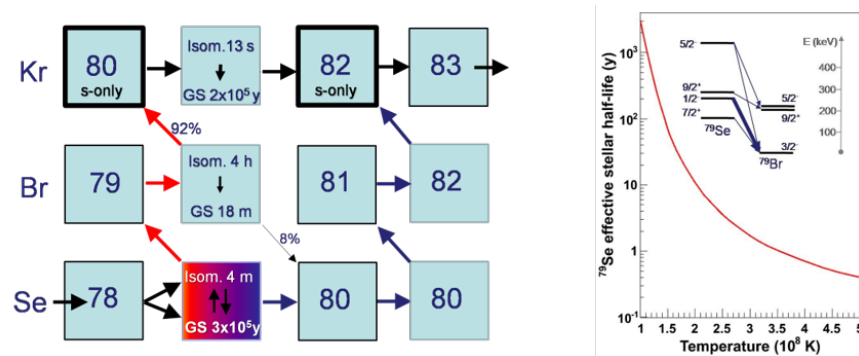 Kr
80
s-only
Isom.13 s
GS 2x10⁵y
82
s-only
83
92%
Br
79
Isom. 4 h
GS 18 m
81
82
8%
Se
78
Isom. 4 m
GS 3x10⁵y
80
80
⁷⁹Se effective stellar half-life (y)
10³
10²
10
1
10⁻¹
1 1.5 2 2.5 3 3.5 4 4.5 5
Temperature (10⁸ K)
5/2⁻
9/2⁺
1/2⁻
7/2⁺
⁷⁹Se
5/2⁻
9/2⁺
3/2⁻
⁷⁹Br
E (keV)
400
300
200
100
0